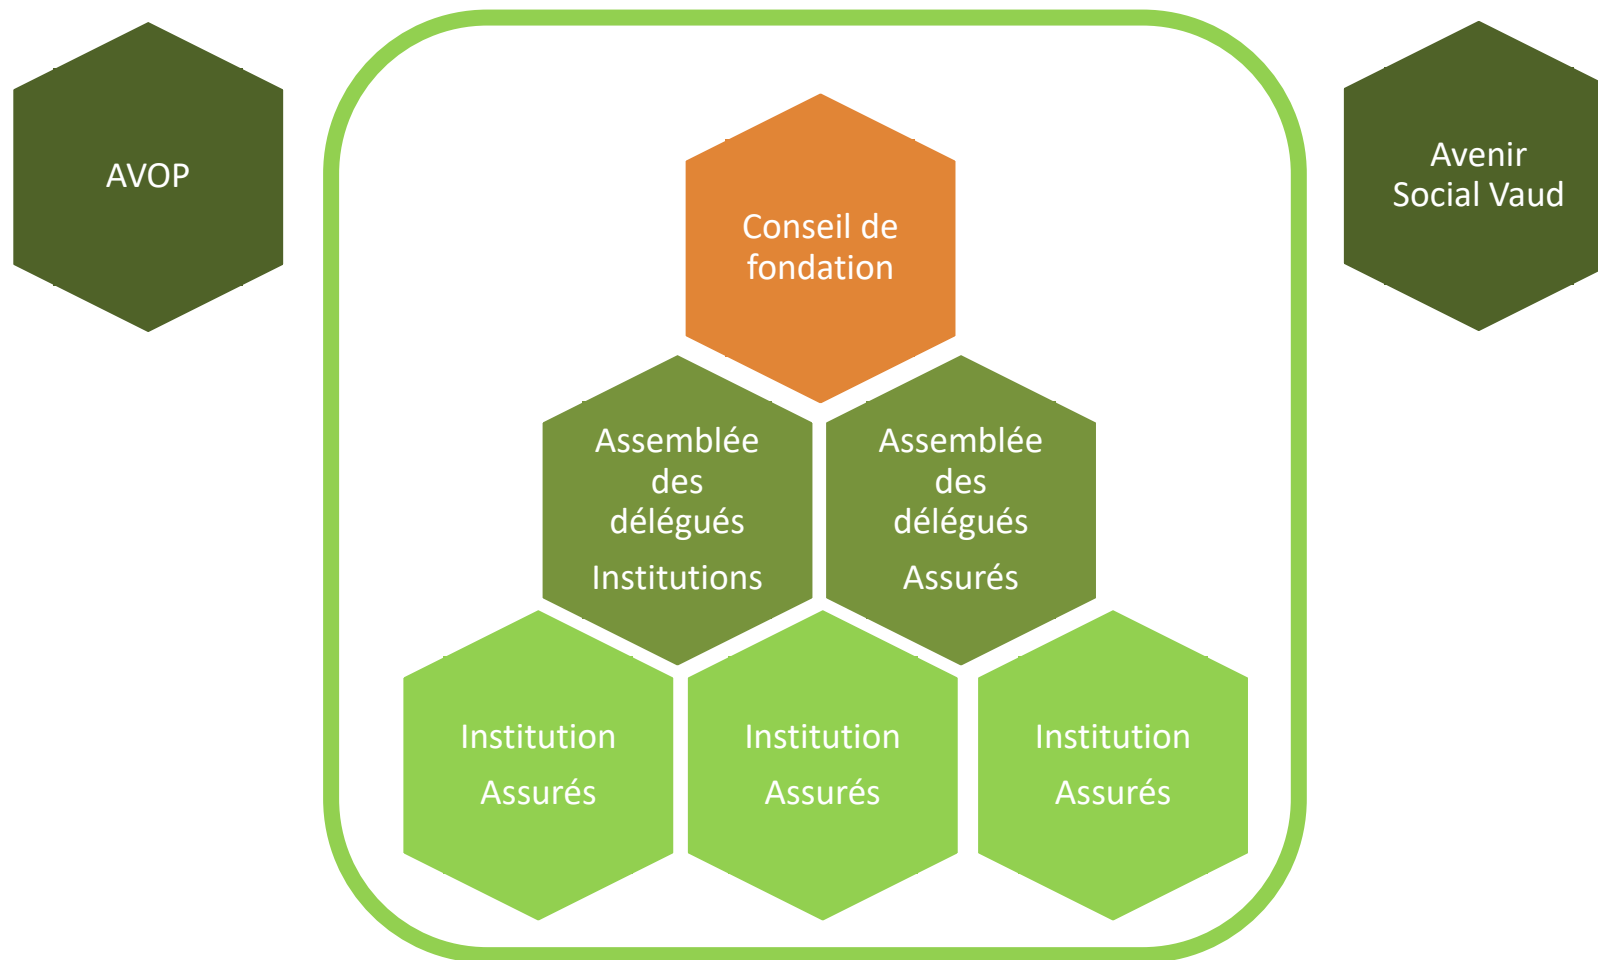 AVOP
Avenir
Social Vaud
Conseil de
fondation
Assemblée
des
délégués
Institutions
Assemblée
des
délégués
Assurés
Institution
Assurés
Institution
Assurés
Institution
Assurés